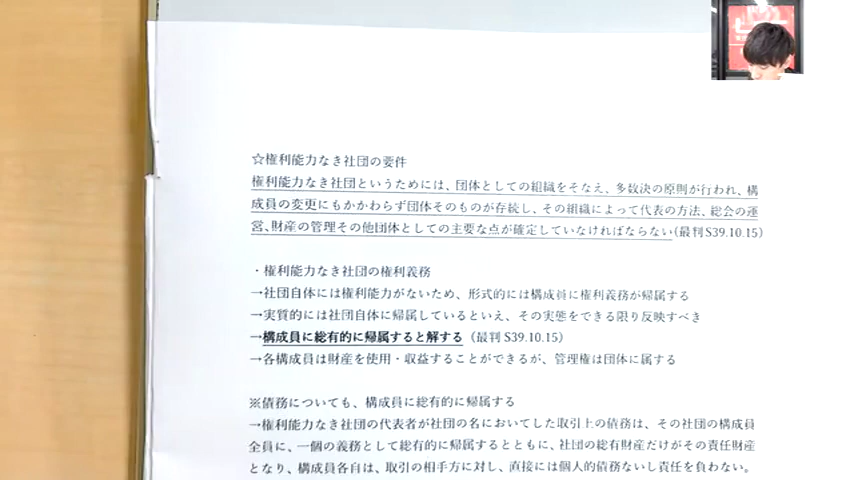 ☆権利能力なき社団の要件
権利能力なき社団というためには、団体としての組織をそなえ、多数決の原則が行われ、構
成員の変更にもかかわらず団体そのものが存続し、その組織によって代表の方法、総会の運
営、財産の管理その他団体としての主要な点が確定していなければならない(最判S39.10.15)
・権利能力なき社団の権利義務
→社団自体には権利能力がないため、形式的には構成員に権利義務が帰属する
→実質的には社団自体に帰属しているといえ、その実態をできる限り反映すべき
→構成員に総有的に帰属すると解する(最判S39.10.15)
→各構成員は財産を使用・収益することができるが、管理権は団体に属する
※債務についても、構成員に総有的に帰属する
→権利能力なき社団の代表者が社団の名においてした取引上の債務は、その社団の構成員
全員に、一個の義務として総有的に帰属するとともに、社団の総有財産だけがその責任財産
となり、構成員各自は、取引の相手方に対し、直接には個人的債務ないし責任を負わない。